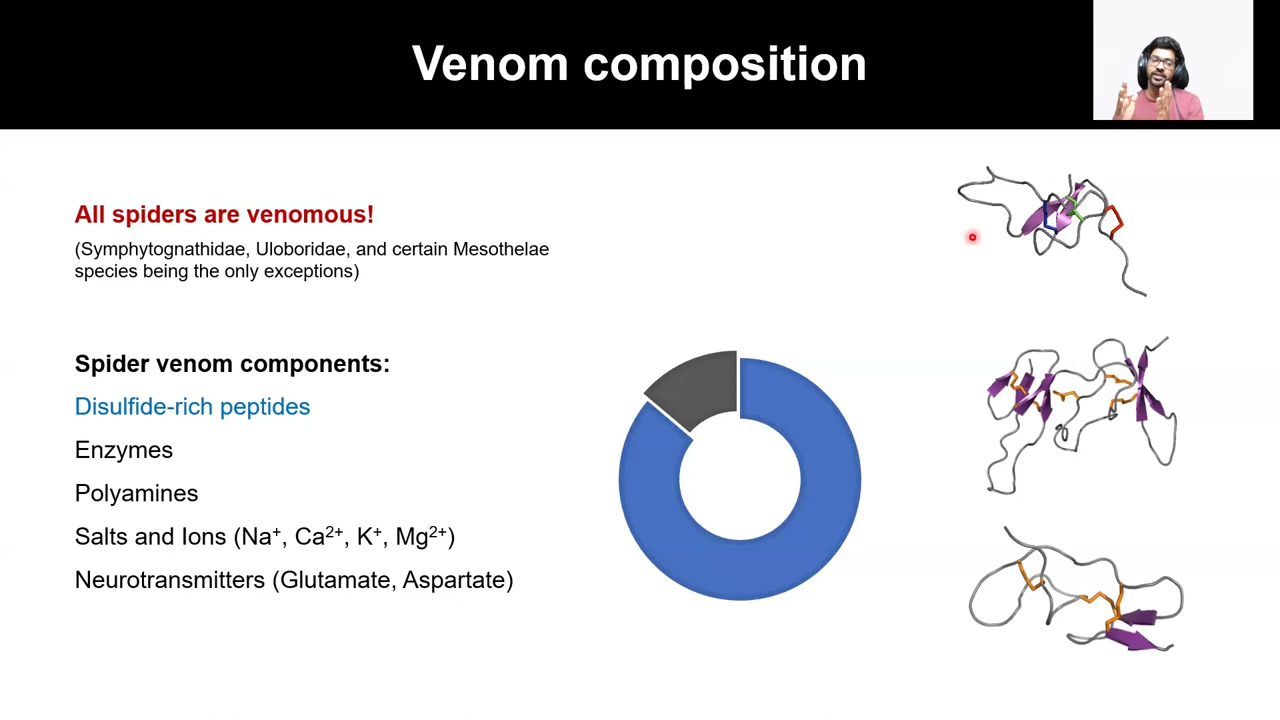 Venom composition
All spiders are venomous!
(Symphytognathidae, Uloboridae, and certain Mesothelae
species being the only exceptions)
Spider venom components:
Disulfide-rich peptides
Enzymes
Polyamines
Salts and Ions (Na⁺, Ca²⁺, K⁺, Mg²⁺)
Neurotransmitters (Glutamate, Aspartate)